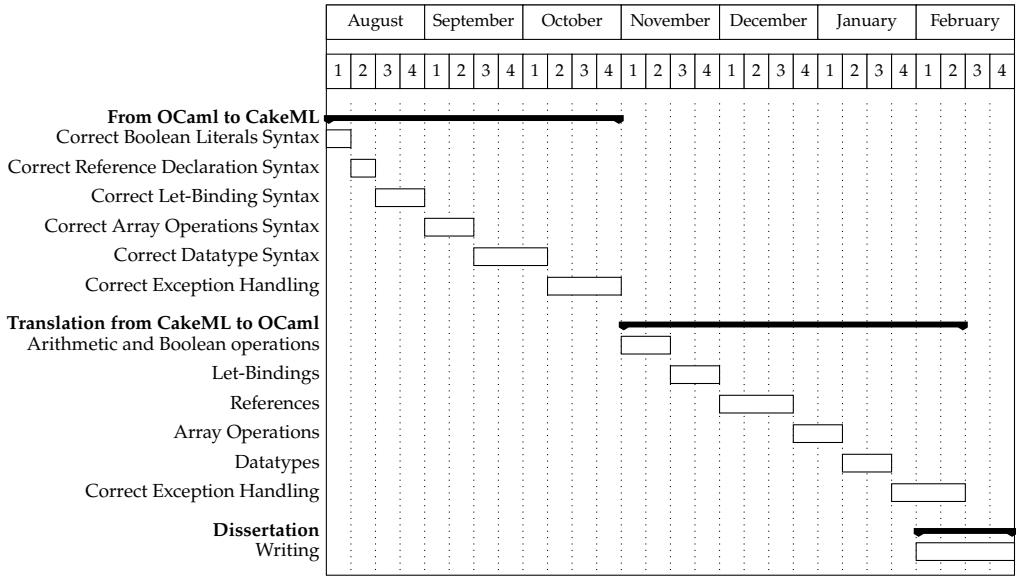 August September October November December January February
1 2 3 4 1 2 3 4 1 2 3 4 1 2 3 4 1 2 3 4 1 2 3 4 1 2 3 4
From OCaml to CakeML
Correct Boolean Literals Syntax
Correct Reference Declaration Syntax
Correct Let-Binding Syntax
Correct Array Operations Syntax
Correct Datatype Syntax
Correct Exception Handling
Translation from CakeML to OCaml
Arithmetic and Boolean operations
Let-Bindings
References
Array Operations
Datatypes
Correct Exception Handling
Dissertation
Writing